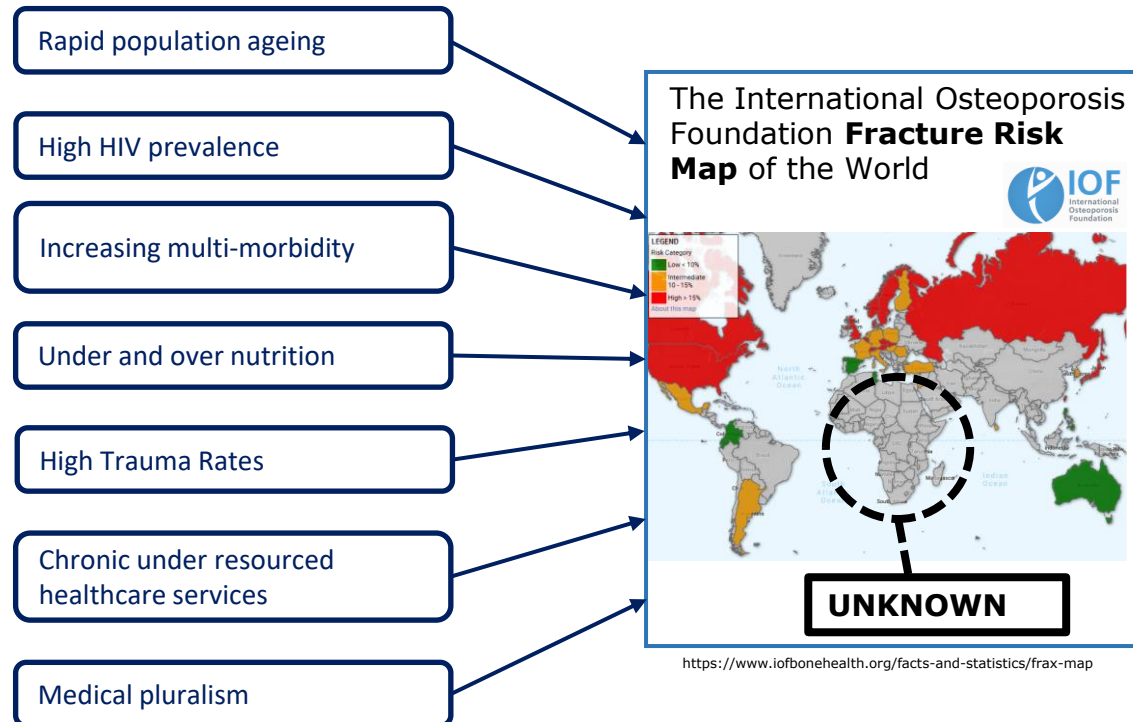 Rapid population ageing
High HIV prevalence
Increasing multi-morbidity
Under and over nutrition
High Trauma Rates
Chronic under resourced
healthcare services
Medical pluralism
The International Osteoporosis
Foundation Fracture Risk
Map of the World
IOF
International
Osteoporosis
Foundation
LEGEND
Risk Category
Low < 10%
Intermediate
10 - 15%
High > 15%
About this map
North
Atlantic
Ocean
Indian
Ocean
UNKNOWN
https://www.iofbonehealth.org/facts-and-statistics/frax-map